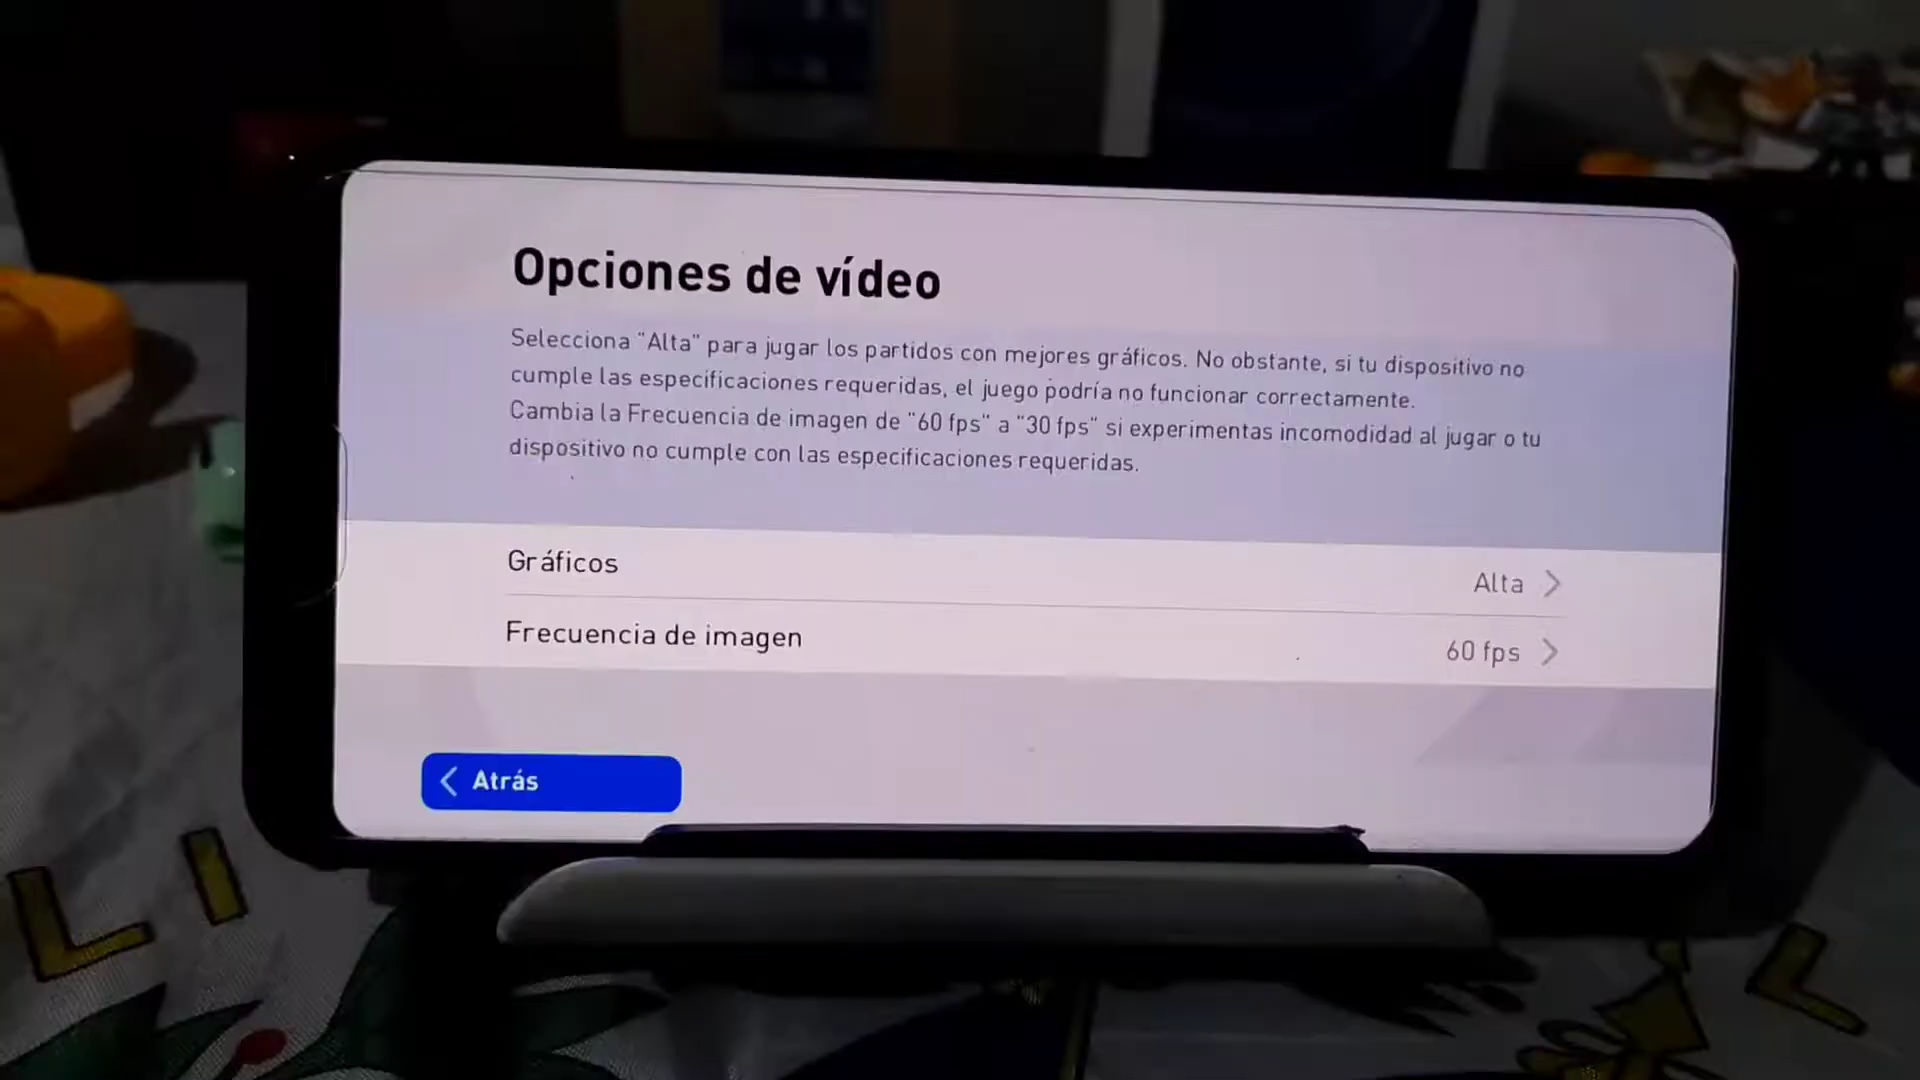 Opciones de vídeo
Selecciona "Alta" para jugar los partidos con mejores gráficos. No obstante, si tu dispositivo no
cumple las especificaciones requeridas, el juego podría no funcionar correctamente.
Cambia la Frecuencia de imagen de "60 fps" a "30 fps" si experimentas incomodidad al jugar o tu
dispositivo no cumple con las especificaciones requeridas.
Gráficos
Alta
Frecuencia de imagen
60 fps
Atrás
L I
L